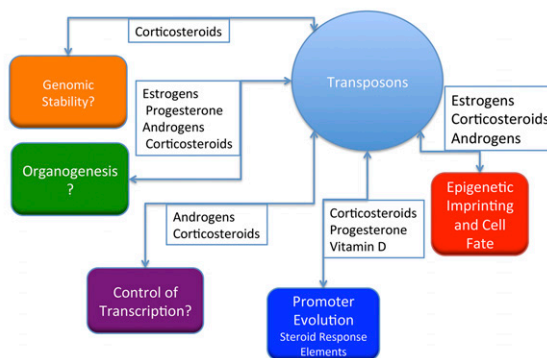 Corticosteroids
Transposons
Genomic
Stability?
Estrogens
Progesterone
Androgens
Corticosteroids
Estrogens
Corticosteroids
Androgens
Organogenesis
?
Epigenetic
Imprinting
and Cell
Fate
Androgens
Corticosteroids
Corticosteroids
Progesterone
Vitamin D
Control of
Transcription?
Promoter
Evolution
Steroid Response
Elements